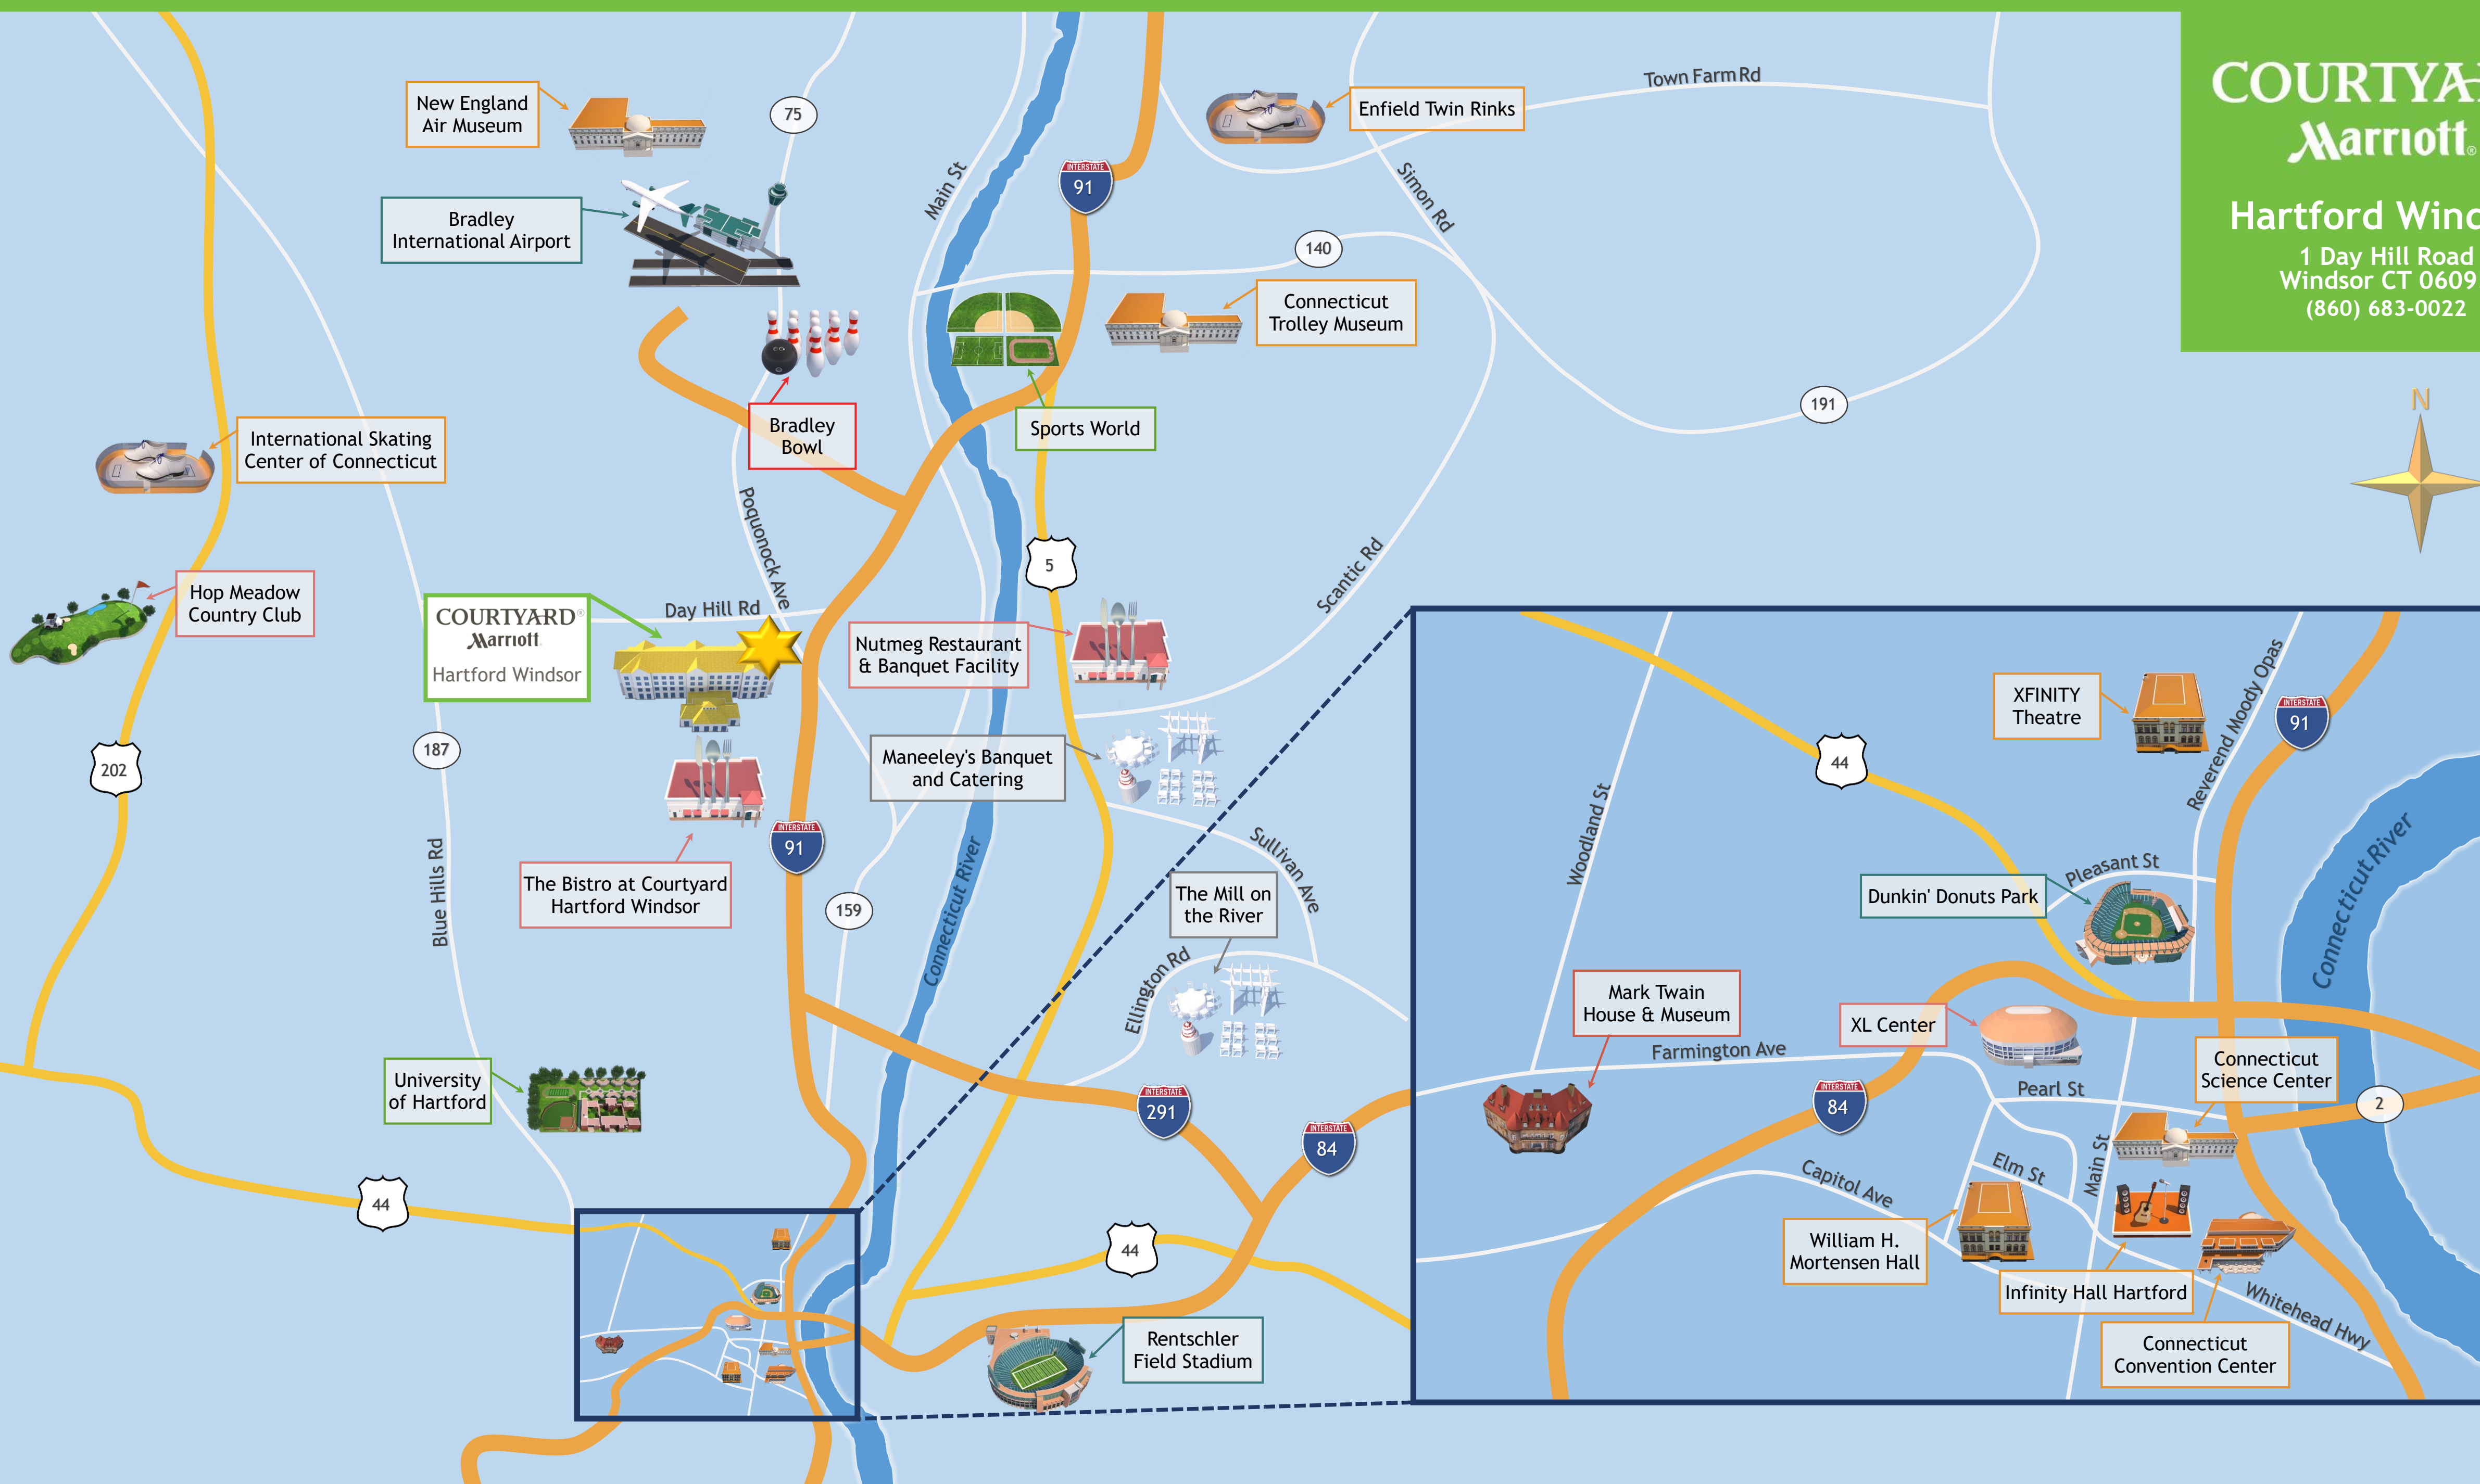 COURTYA
Marriott®
Hartford Wind
1 Day Hill Road
Windsor CT 0609
(860) 683-0022
N
New England
Air Museum
75
Bradley
International Airport
Main St
INTERSTATE
91
Enfield Twin Rinks
Town Farm Rd
Simon Rd
140
Connecticut
Trolley Museum
191
Bradley
Bowl
Sports World
International Skating
Center of Connecticut
Poquonock Ave
5
Scantic Rd
Hop Meadow
Country Club
COURTYARD®
Marriott
Hartford Windsor
Day Hill Rd
Nutmeg Restaurant
& Banquet Facility
202
187
Maneeley's Banquet
and Catering
INTERSTATE
91
Blue Hills Rd
The Bistro at Courtyard
Hartford Windsor
159
Connecticut River
Sullivan Ave
The Mill on
the River
Ellington Rd
University
of Hartford
INTERSTATE
291
INTERSTATE
84
44
44
Rentschler
Field Stadium
XFINITY
Theatre
Reverend Moody Opas
INTERSTATE
91
44
Woodland St
Pleasant St
Dunkin' Donuts Park
Connecticut River
Mark Twain
House & Museum
XL Center
Farmington Ave
Connecticut
Science Center
Pearl St
INTERSTATE
84
2
Main St
Elm St
Capitol Ave
William H.
Mortensen Hall
Infinity Hall Hartford
Whitehead Hwy
Connecticut
Convention Center